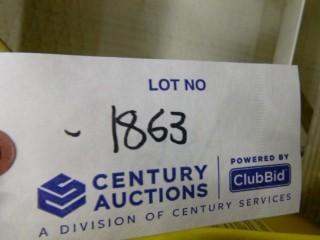 LOT NO
- 1863
CENTURY AUCTIONS
POWERED BY
ClubBid
A DIVISION OF CENTURY SERVICES